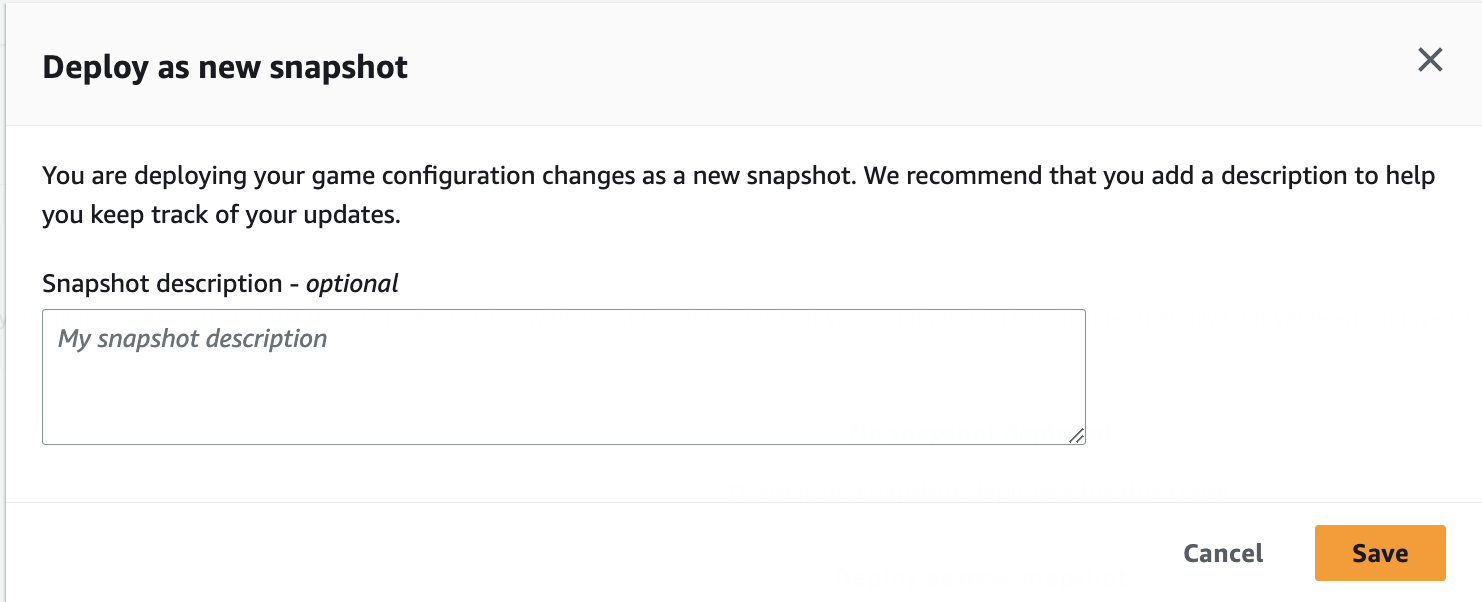 Deploy as new snapshot
You are deploying your game configuration changes as a new snapshot. We recommend that you add a description to help
you keep track of your updates.
Snapshot description - optional
My snapshot description
Cancel
Save